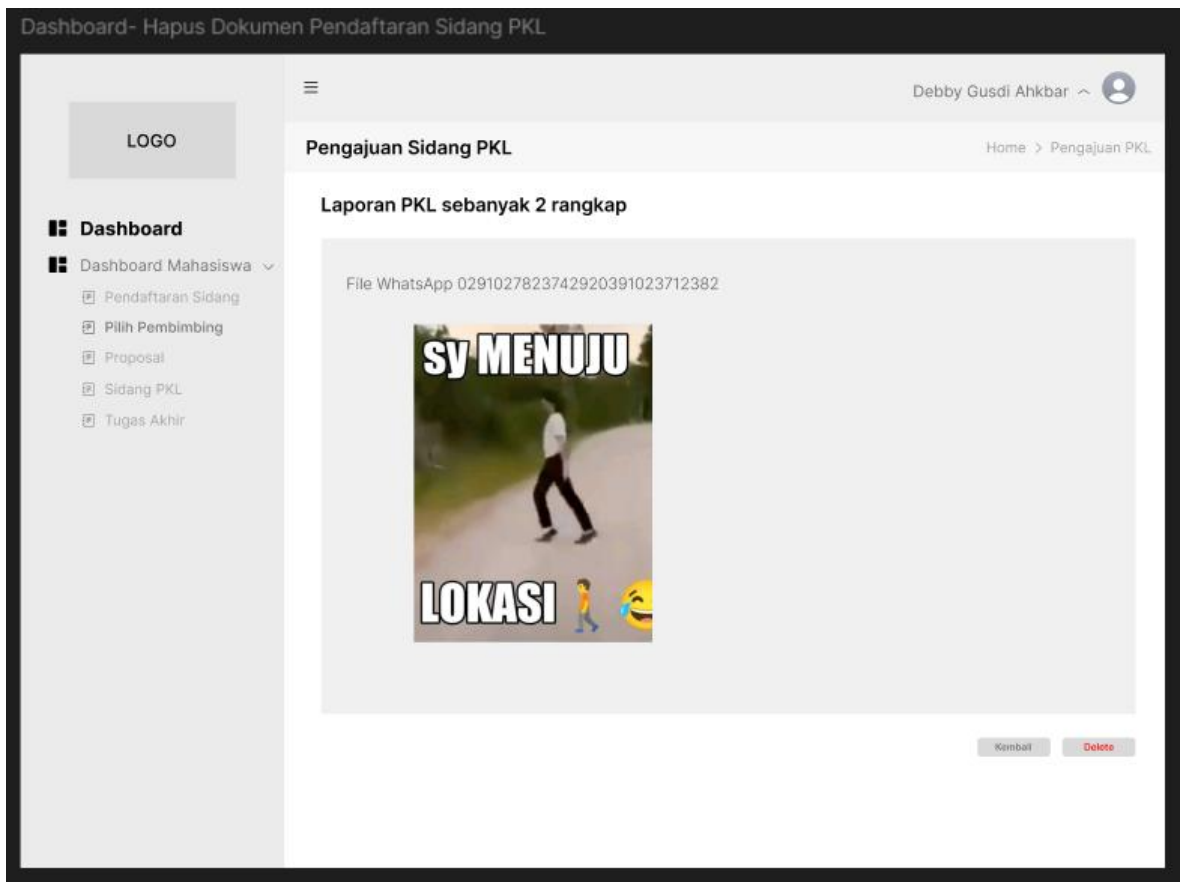 Dashboard- Hapus Dokumen Pendaftaran Sidang PKL
Debby Gusdi Ahkbar
LOGO
Pengajuan Sidang PKL
Home > Pengajuan PKL
Laporan PKL sebanyak 2 rangkap
Dashboard
Dashboard Mahasiswa
Pendaftaran Sidang
Pilih Pembimbing
Proposal
Sidang PKL
Tugas Akhir
File WhatsApp 0291027823742920391023712382
sy MENUJU
LOKASI
Kembali
Delete